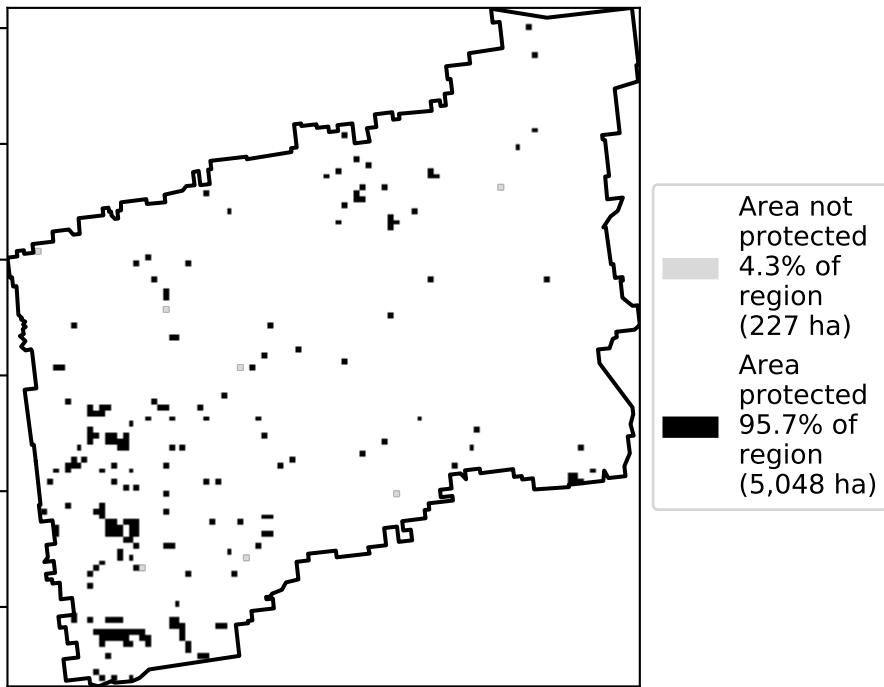 Area not
protected
4.3% of
region
(227 ha)
Area
protected
95.7% of
region
(5,048 ha)